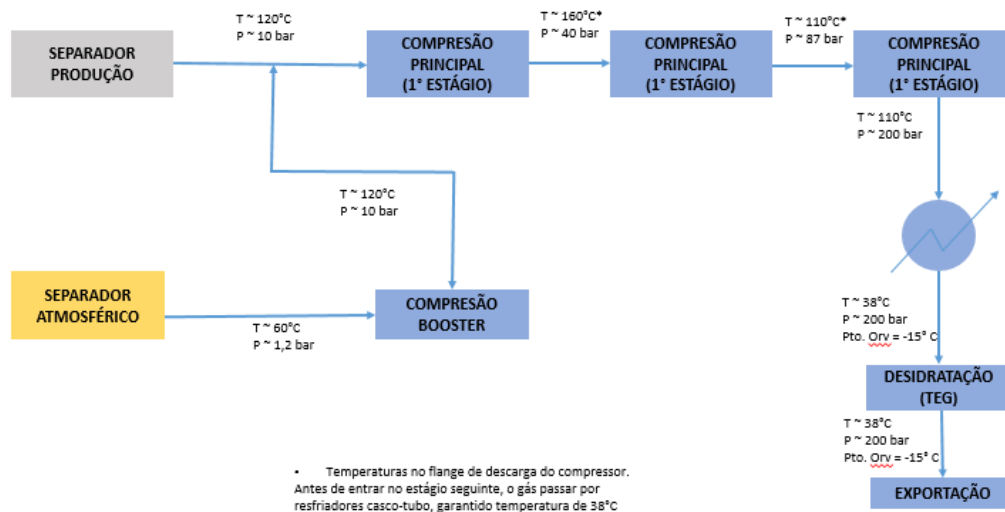 T ~ 120°C
P ~ 10 bar
T ~ 160°C*
P ~ 40 bar
T ~ 110°C*
P ~ 87 bar
SEPARADOR
PRODUÇÃO
COMPRESÃO
PRINCIPAL
(1° ESTÁGIO)
COMPRESÃO
PRINCIPAL
(1° ESTÁGIO)
COMPRESÃO
PRINCIPAL
(1° ESTÁGIO)
T ~ 110°C
P ~ 200 bar
T ~ 120°C
P ~ 10 bar
SEPARADOR
ATMOSFÉRICO
T ~ 60°C
P ~ 1,2 bar
COMPRESÃO
BOOSTER
T ~ 38°C
P ~ 200 bar
Pto. Orv = -15° C
DESIDRATAÇÃO
(TEG)
T ~ 38°C
P ~ 200 bar
Pto. Orv = -15° C
EXPORTAÇÃO
• Temperaturas no flange de descarga do compressor.
Antes de entrar no estágio seguinte, o gás passar por
resfriadores casco-tubo, garantido temperatura de 38°C